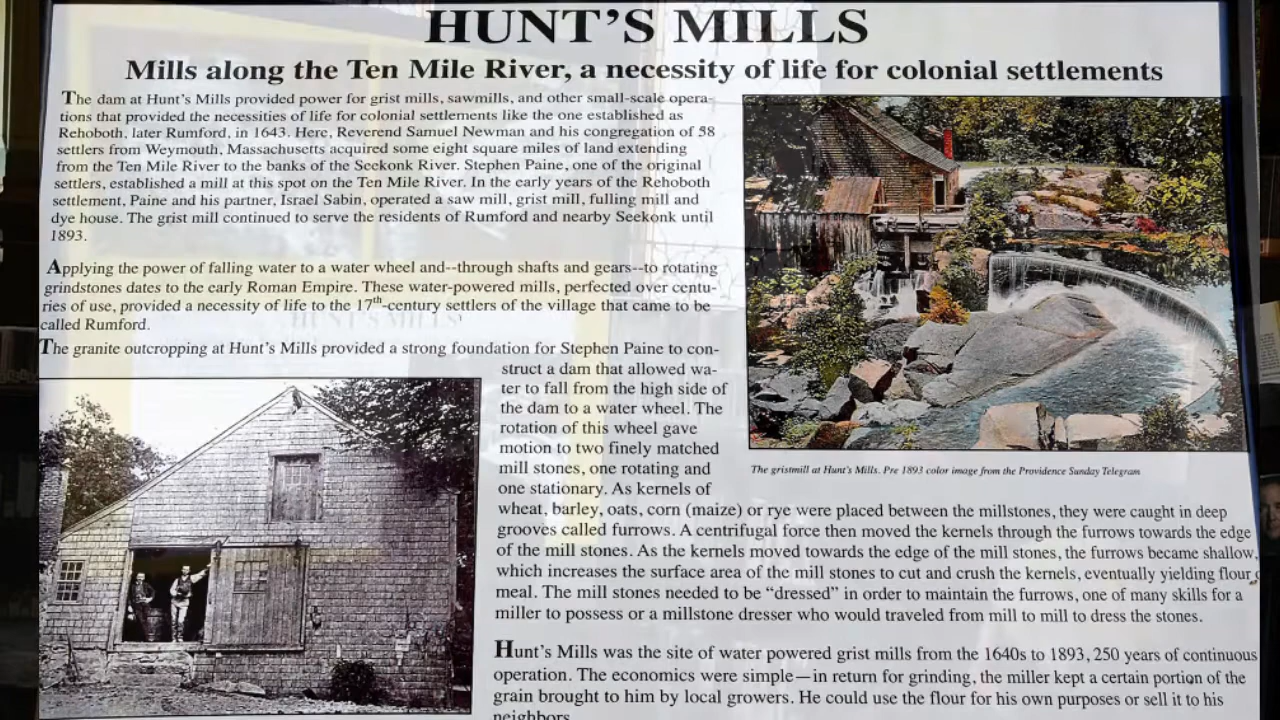 HUNT'S MILLS
Mills along the Ten Mile River, a necessity of life for colonial settlements
The dam at Hunt's Mills provided power for grist mills, sawmills, and other small-scale opera-
tions that provided the necessities of life for colonial settlements like the one established as
Rehoboth, later Rumford, in 1643. Here, Reverend Samuel Newman and his congregation of 58
settlers from Weymouth, Massachusetts acquired some eight square miles of land extending
from the Ten Mile River to the banks of the Seekonk River. Stephen Paine, one of the original
settlers, established a mill at this spot on the Ten Mile River. In the early years of the Rehoboth
settlement, Paine and his partner, Israel Sabin, operated a saw mill, grist mill, fulling mill and
dye house. The grist mill continued to serve the residents of Rumford and nearby Seekonk until
1893.
Applying the power of falling water to a water wheel and--through shafts and gears--to rotating
grindstones dates to the early Roman Empire. These water-powered mills, perfected over centu-
ries of use, provided a necessity of life to the 17th-century settlers of the village that came to be
called Rumford.
The granite outcropping at Hunt's Mills provided a strong foundation for Stephen Paine to con-
struct a dam that allowed wa-
ter to fall from the high side of
the dam to a water wheel. The
rotation of this wheel gave
motion to two finely matched
mill stones, one rotating and
one stationary. As kernels of
wheat, barley, oats, corn (maize) or rye were placed between the millstones, they were caught in deep
grooves called furrows. A centrifugal force then moved the kernels through the furrows towards the edge
of the mill stones. As the kernels moved towards the edge of the mill stones, the furrows became shallow,
which increases the surface area of the mill stones to cut and crush the kernels, eventually yielding flour
meal. The mill stones needed to be “dressed” in order to maintain the furrows, one of many skills for a
miller to possess or a millstone dresser who would traveled from mill to mill to dress the stones.
Hunt's Mills was the site of water powered grist mills from the 1640s to 1893, 250 years of continuous
operation. The economics were simple—in return for grinding, the miller kept a certain portion of the
grain brought to him by local growers. He could use the flour for his own purposes or sell it to his
neighbors
The gristmill at Hunt's Mills. Pre 1893 color image from the Providence Sunday Telegram